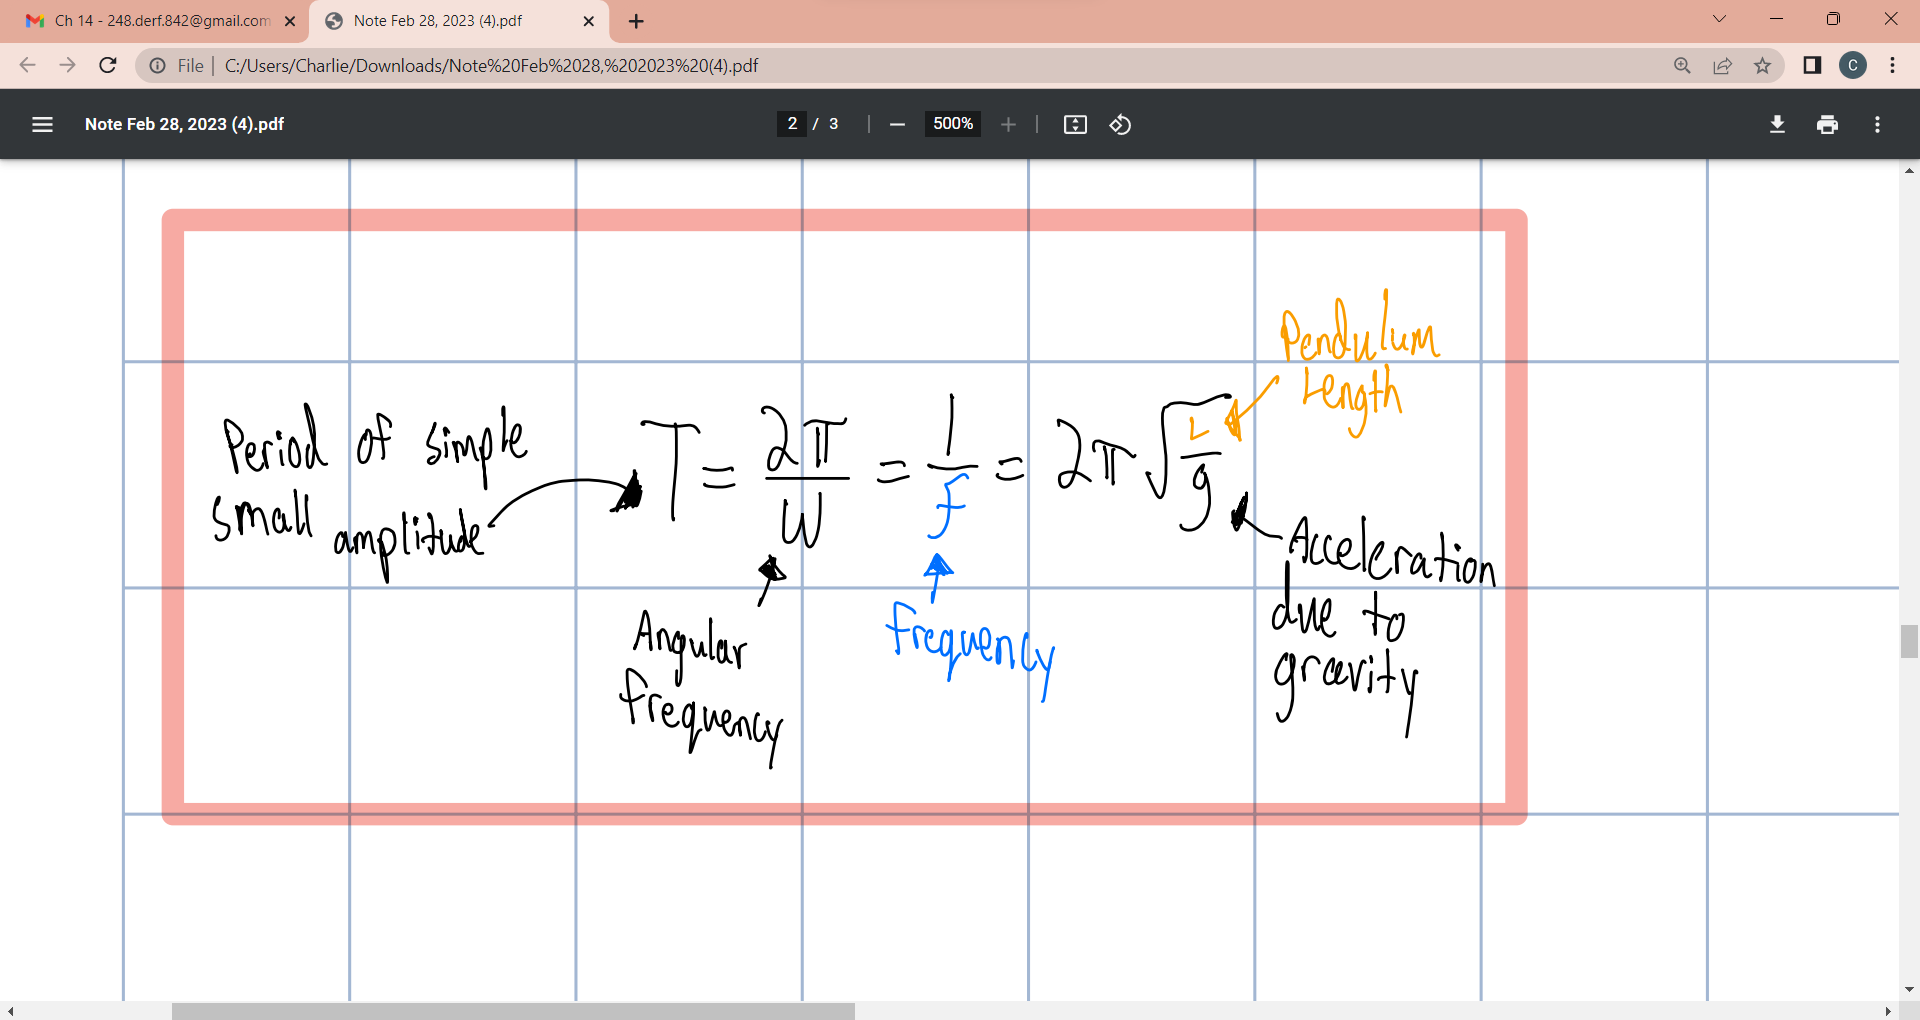 Ch 14 - 248.derf.842@gmail.com
Note Feb 28, 2023 (4).pdf
File | C:/Users/Charlie/Downloads/Note%20Feb%2028,%202023%20(4).pdf
C
Note Feb 28, 2023 (4).pdf
2 / 3
500%
Pendulum
Length
Period of simple
small amplitude
T = 2π/W = 1/f = 2π√(L/g)
Angular
frequency
frequency
Acceleration
due to
gravity